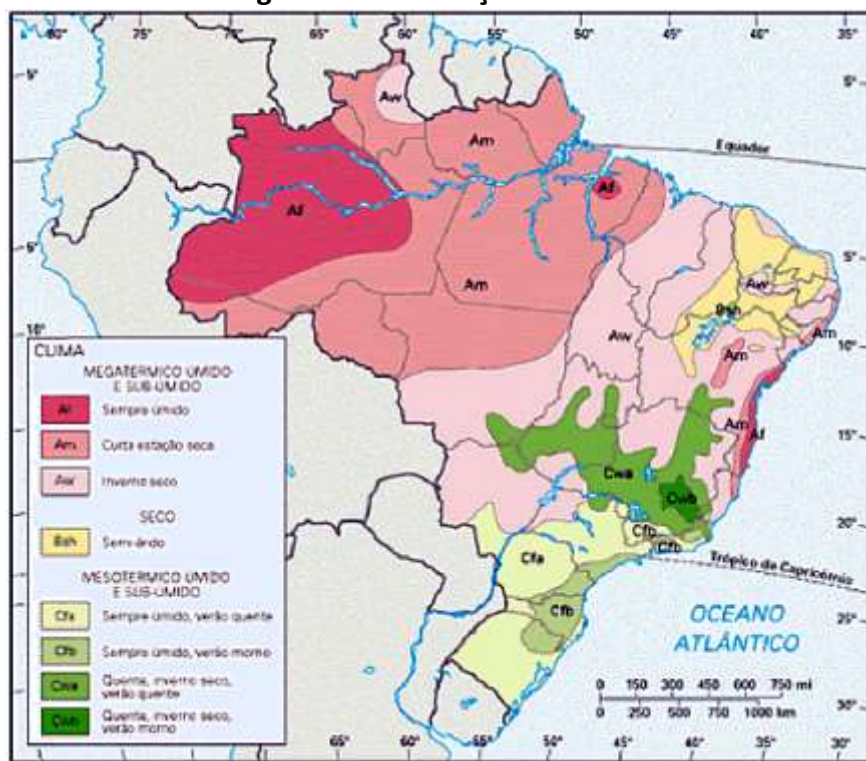 80° 75° 70° 65° 60° 55° 50° 45° 40° 35°
5°
5°
Aw
Am
Equador
Af
Af
5°
5°
Am
Aw
Bsh
Aw
Am
10°
10°
Am
Am
Af
15°
Cwa
Cwb
20°
Cfb
Cfb
Cfa
Trópico de Capricórnio
Cfb
25°
30°
OCEANO
ATLÂNTICO
0 150 300 450 600 750 mi
0 250 500 750 1000 km
65° 60° 55° 50° 45° 40° 35° 30°
CLIMA
MEGATERMICO ÚMIDO
E SUB-ÚMIDO
Af Sempre úmido
Am Curta estação seca
Aw Inverno seco
SECO
Bsh Semi-árido
MESOTERMICO ÚMIDO
E SUB-ÚMIDO
Cfa Sempre úmido, verão quente
Cfb Sempre úmido, verão morno
Cwa Quente, inverno seco,
verão quente
Cwb Quente, inverno seco,
verão morno